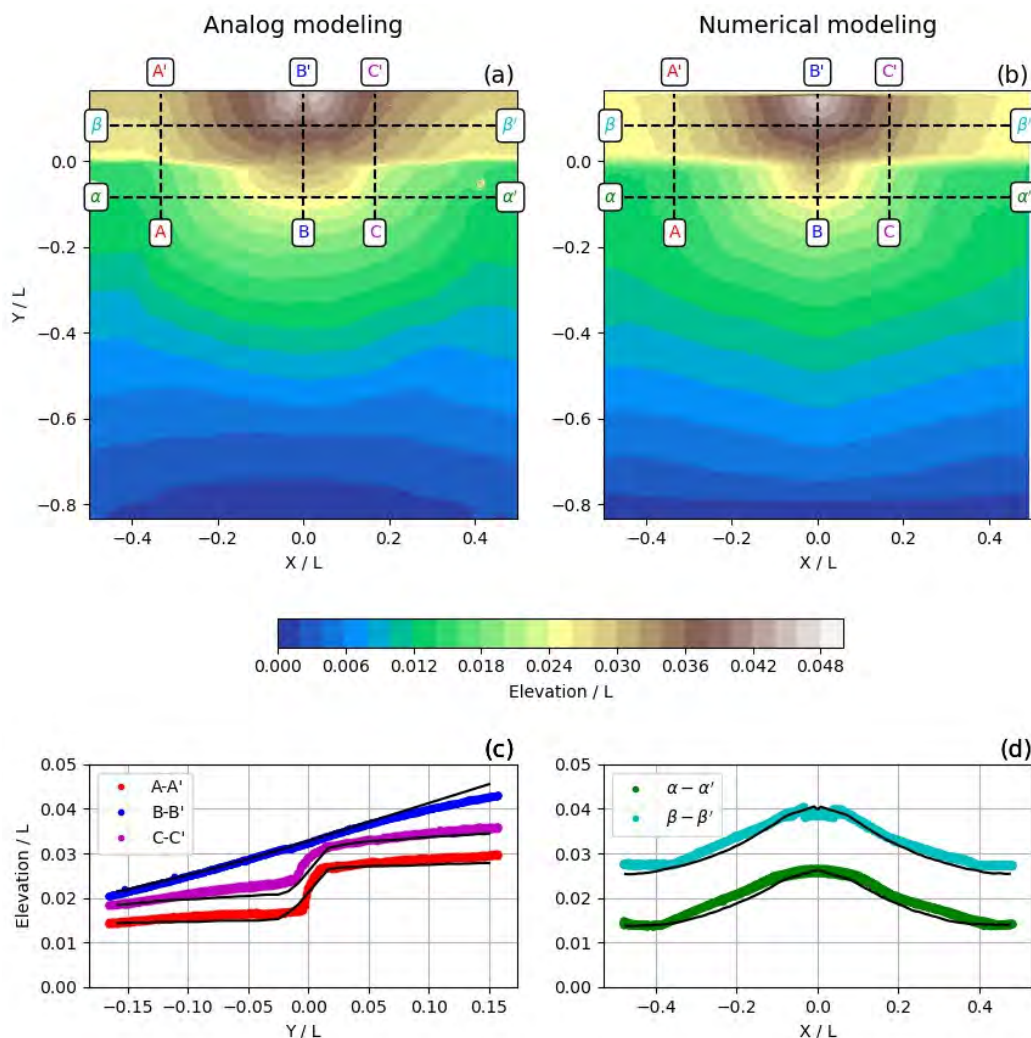 Analog modeling
Numerical modeling
A' B' C' (a)
A' B' C' (b)
β β'
β β'
0.0
0.0
α α'
α α'
A B C
A B C
−0.2
−0.2
Y / L
−0.4
−0.4
−0.6
−0.6
−0.8
−0.8
−0.4 −0.2 0.0 0.2 0.4
−0.4 −0.2 0.0 0.2 0.4
X / L
X / L
0.000 0.006 0.012 0.018 0.024 0.030 0.036 0.042 0.048
Elevation / L
(c)
(d)
0.05
0.04
0.03
0.02
0.01
0.00
Elevation / L
A-A'
B-B'
C-C'
−0.15 −0.10 −0.05 0.00 0.05 0.10 0.15
Y / L
0.05
0.04
0.03
0.02
0.01
0.00
α − α′
β − β′
−0.4 −0.2 0.0 0.2 0.4
X / L